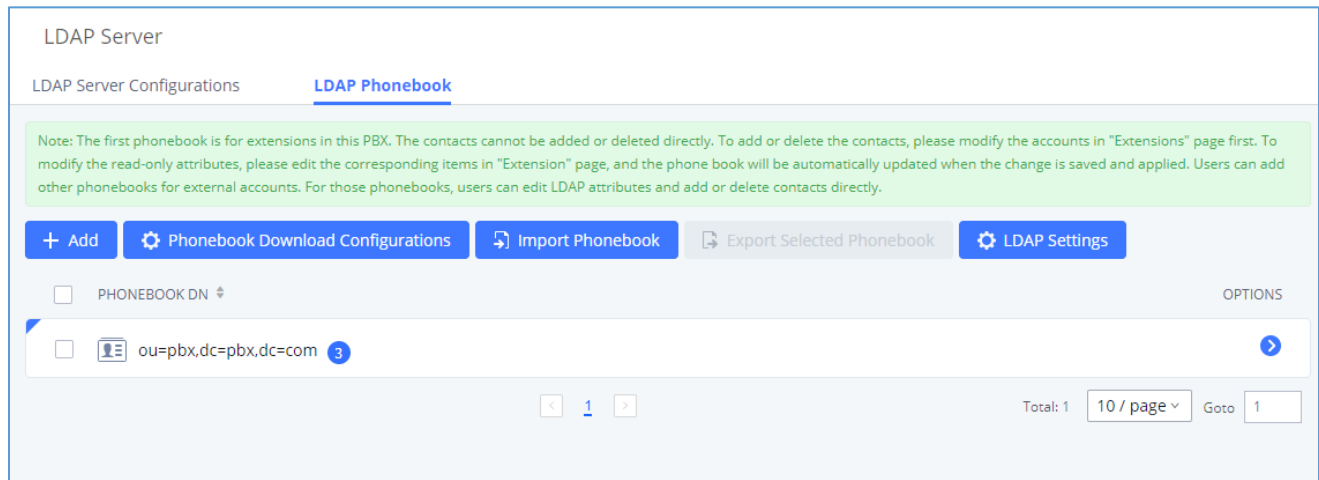 LDAP Server
LDAP Server Configurations LDAP Phonebook
Note: The first phonebook is for extensions in this PBX. The contacts cannot be added or deleted directly. To add or delete the contacts, please modify the accounts in "Extensions" page first. To
modify the read-only attributes, please edit the corresponding items in "Extension" page, and the phone book will be automatically updated when the change is saved and applied. Users can add
other phonebooks for external accounts. For those phonebooks, users can edit LDAP attributes and add or delete contacts directly.
+ Add Phonebook Download Configurations Import Phonebook Export Selected Phonebook LDAP Settings
PHONEBOOK DN OPTIONS
ou=pbx,dc=pbx,dc=com 3
< 1 > Total: 1 10 / page Goto 1